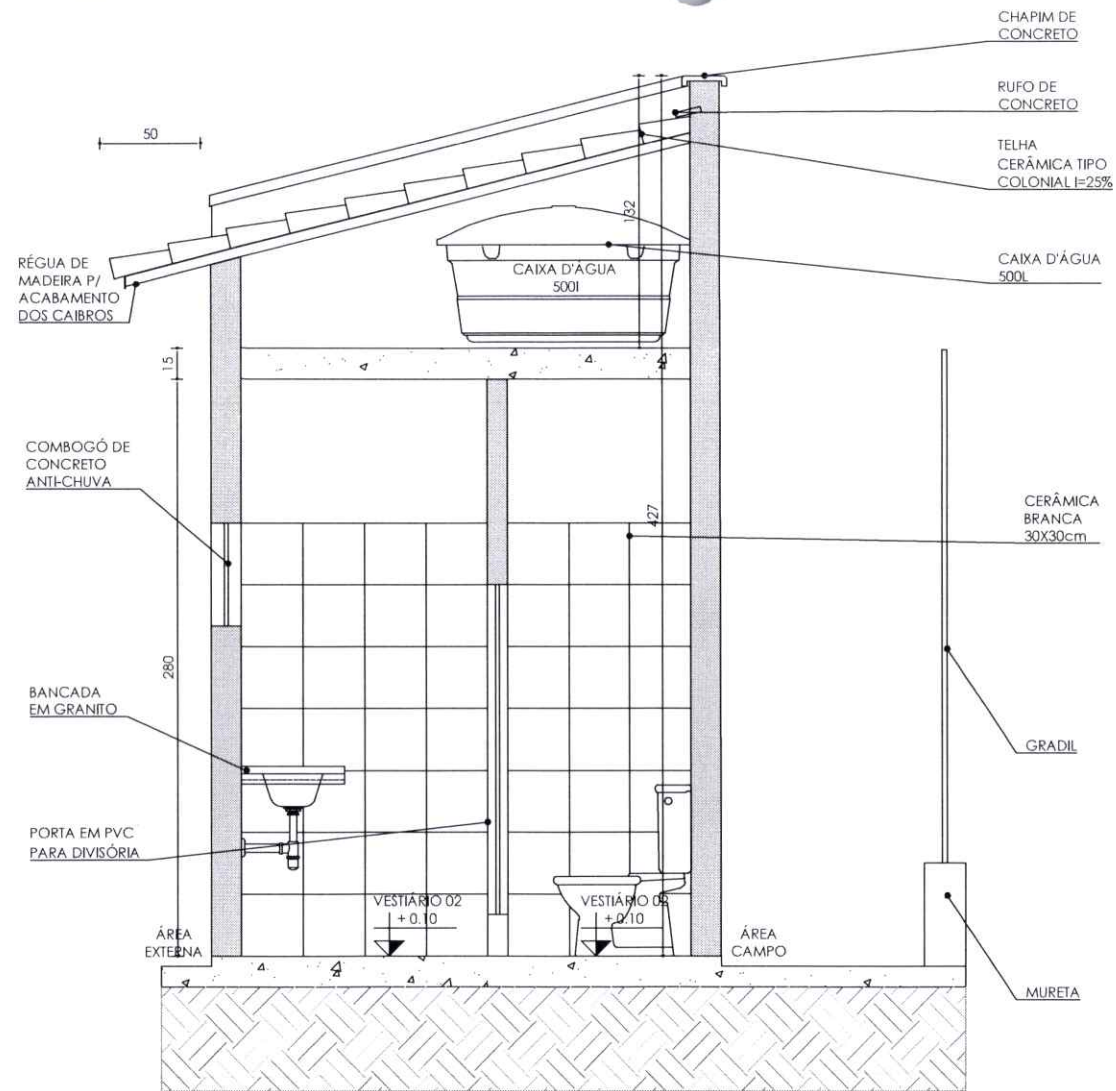 CHAPIM DE
CONCRETO
RUFO DE
CONCRETO
50
TELHA
CERÂMICA TIPO
COLONIAL I=25%
132
RÉGUA DE
MADEIRA P/
ACABAMENTO
DOS CAIBROS
CAIXA D'ÁGUA
500l
CAIXA D'ÁGUA
500L
15
COMBOGÓ DE
CONCRETO
ANTI-CHUVA
427
CERÂMICA
BRANCA
30X30cm
280
BANCADA
EM GRANITO
GRADIL
PORTA EM PVC
PARA DIVISÓRIA
VESTIÁRIO 02
+ 0.10
VESTIÁRIO 02
+ 0.10
ÁREA
EXTERNA
ÁREA
CAMPO
MURETA